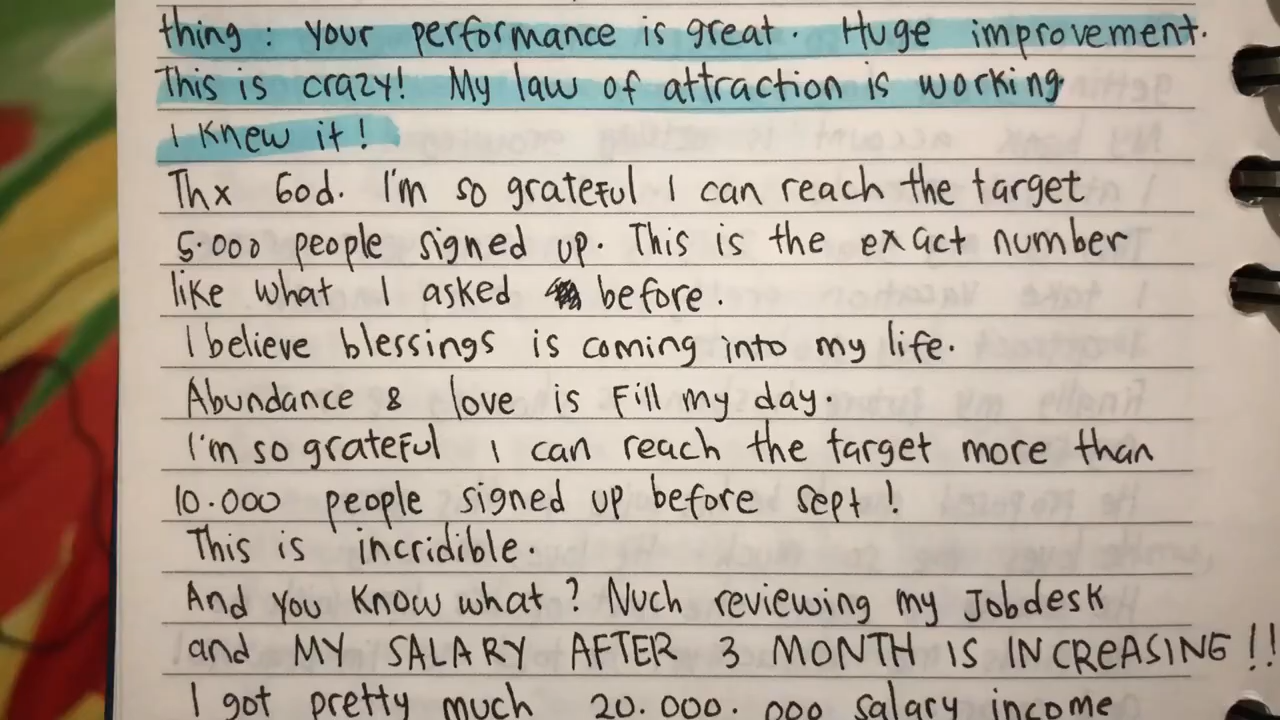 thing : your performance is great. Huge improvement.
This is crazy! My law of attraction is working
I knew it!
Thx God. I'm so grateful I can reach the target
5.000 people signed up. This is the exact number
like what I asked before.
I believe blessings is coming into my life.
Abundance & love is fill my day.
I'm so grateful I can reach the target more than
10.000 people signed up before sept!
This is incridible.
And you know what? Nuch reviewing my Jobdesk
and MY SALARY AFTER 3 MONTH IS INCREASING!!
I got pretty much 20.000.000 salary income